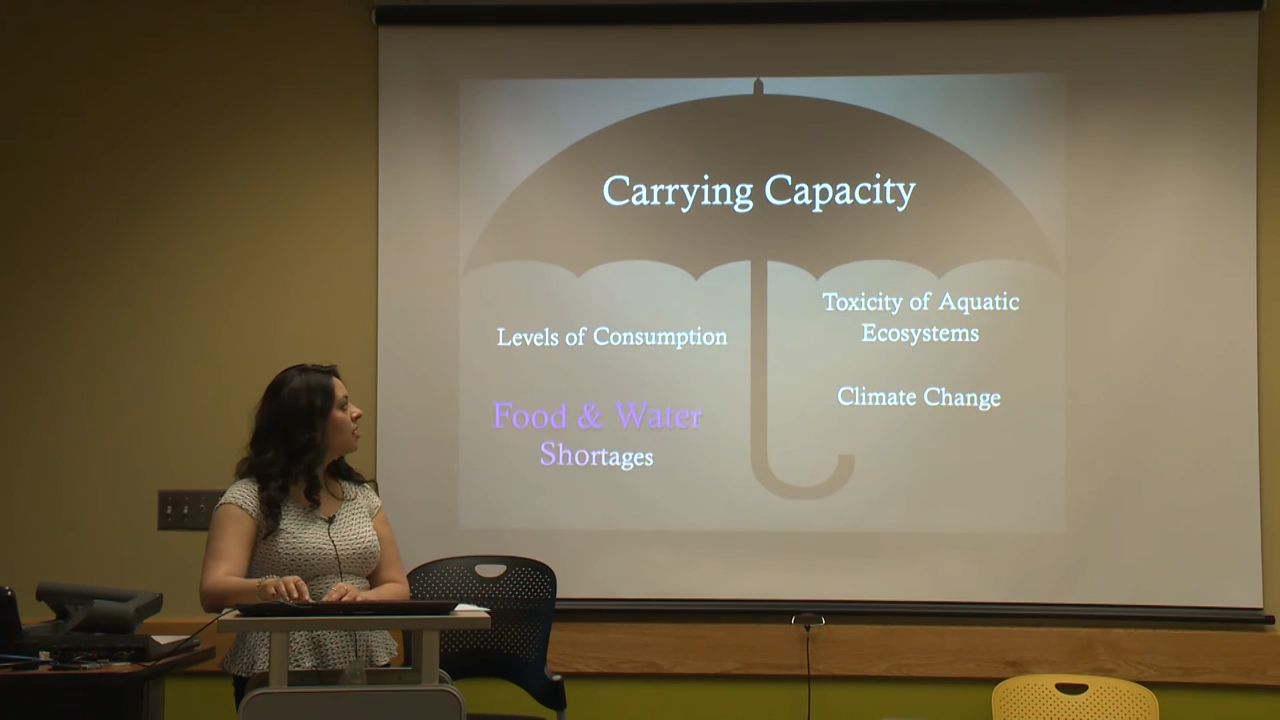 Carrying Capacity
Levels of Consumption
Food & Water
Shortages
Toxicity of Aquatic
Ecosystems
Climate Change